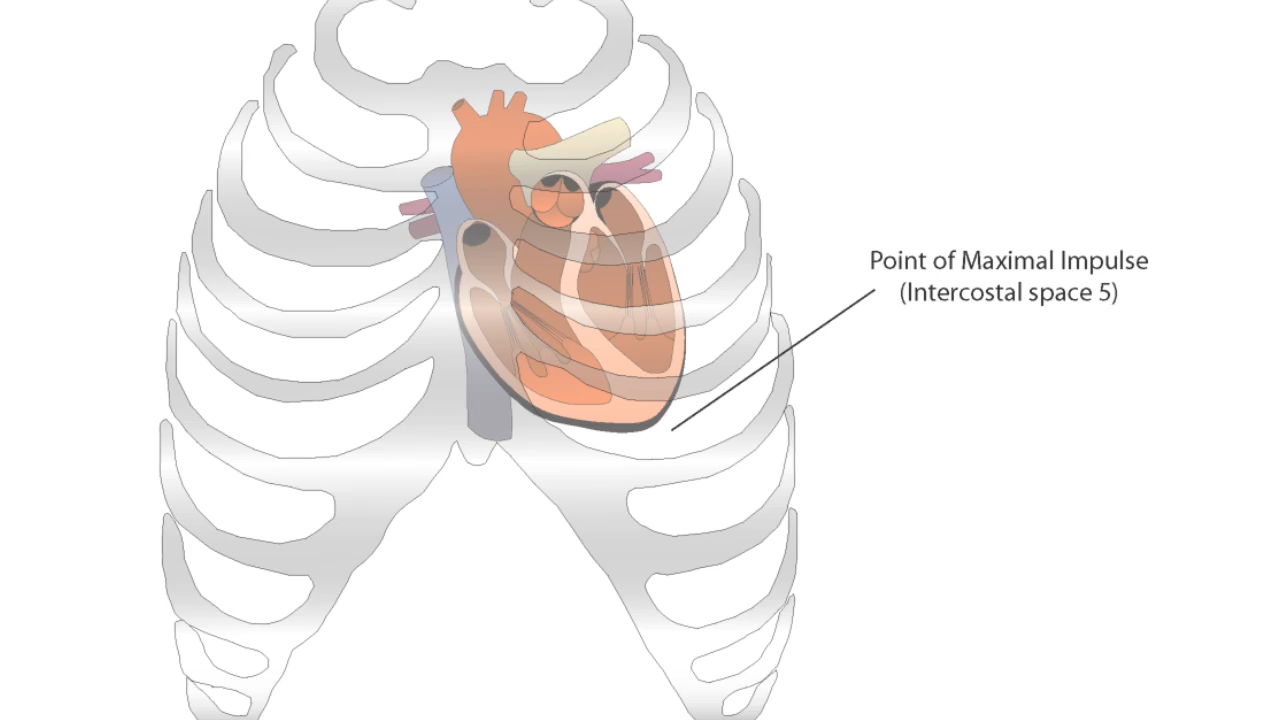 Point of Maximal Impulse
(Intercostal space 5)